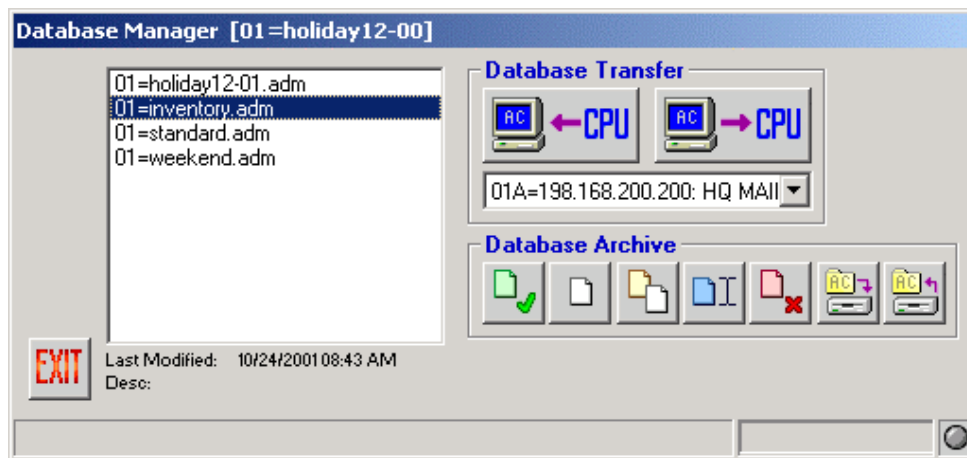 Database Manager [01=holiday12-00]
01=holiday12-01.adm
01=inventory.adm
01=standard.adm
01=weekend.adm
Database Transfer
AC CPU
AC CPU
01A=198.168.200.200: HQ
Database Archive
AC
AC
EXIT
Last Modified: 10/24/2001 08:43 AM
Desc: